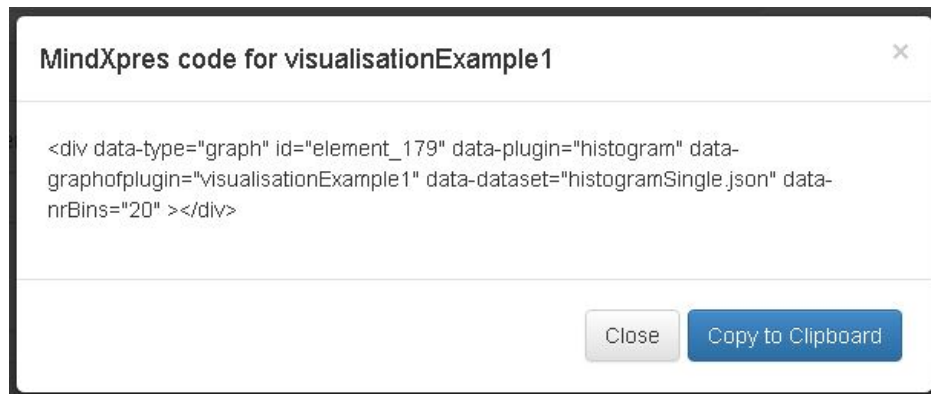 MindXpres code for visualisationExample1
×
<div data-type="graph" id="element_179" data-plugin="histogram" data-
graphofplugin="visualisationExample1" data-dataset="histogramSingle.json" data-
nrBins="20" ></div>
Close
Copy to Clipboard